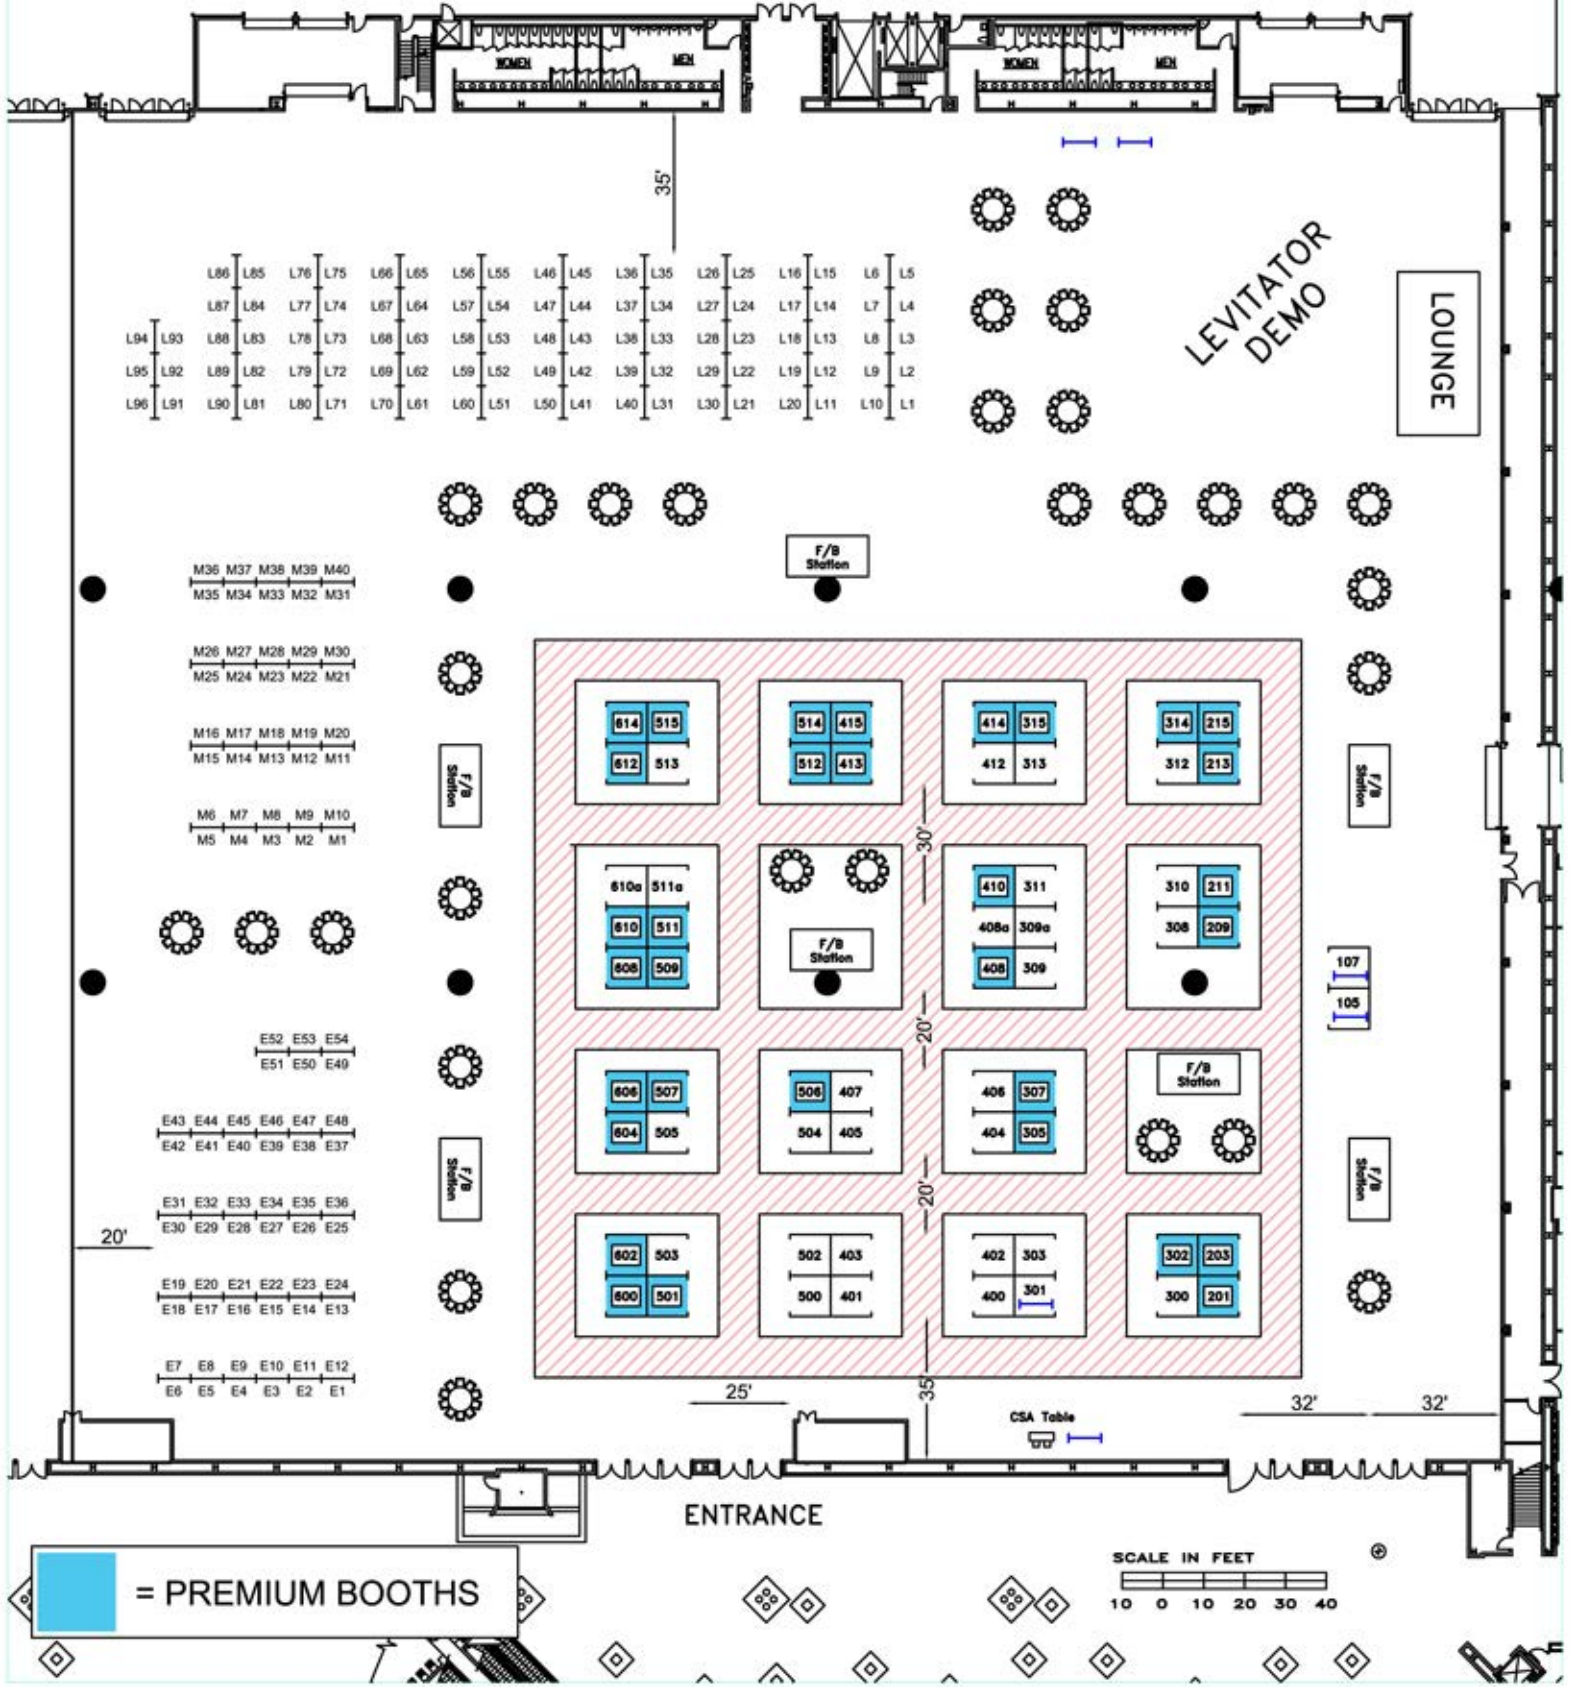 WOMEN MEN WOMEN MEN
35'
L86 L85 L76 L75 L66 L65 L56 L55 L46 L45 L36 L35 L26 L25 L16 L15 L6 L5
L87 L84 L77 L74 L67 L64 L57 L54 L47 L44 L37 L34 L27 L24 L17 L14 L7 L4
L94 L93 L88 L83 L78 L73 L68 L63 L58 L53 L48 L43 L38 L33 L28 L23 L18 L13 L8 L3
L95 L92 L89 L82 L79 L72 L69 L62 L59 L52 L49 L42 L39 L32 L29 L22 L19 L12 L9 L2
L96 L91 L90 L81 L80 L71 L70 L61 L60 L51 L50 L41 L40 L31 L30 L21 L20 L11 L10 L1
LEVITATOR
DEMO
LOUNGE
F/B
Station
M36 M37 M38 M39 M40
M35 M34 M33 M32 M31
M26 M27 M28 M29 M30
M25 M24 M23 M22 M21
M16 M17 M18 M19 M20
M15 M14 M13 M12 M11
M6 M7 M8 M9 M10
M5 M4 M3 M2 M1
F/B
Station
614 515 514 415 414 315 314 215
612 513 512 413 412 313 312 213
F/B
Station
30'
610a 511a 410 311 310 211
610 511 408a 309a 308 209
608 509 408 309
F/B
Station
107
105
20'
E52 E53 E54
E51 E50 E49
E43 E44 E45 E46 E47 E48
E42 E41 E40 E39 E38 E37
E31 E32 E33 E34 E35 E36
E30 E29 E28 E27 E26 E25
20'
E19 E20 E21 E22 E23 E24
E18 E17 E16 E15 E14 E13
E7 E8 E9 E10 E11 E12
E6 E5 E4 E3 E2 E1
F/B
Station
606 507 506 407 406 307
604 505 504 405 404 305
F/B
Station
F/B
Station
20'
602 503 502 403 402 303 302 203
600 501 500 401 400 301 300 201
25'
35'
32' 32'
CSA Table
ENTRANCE
= PREMIUM BOOTHS
SCALE IN FEET
10 0 10 20 30 40